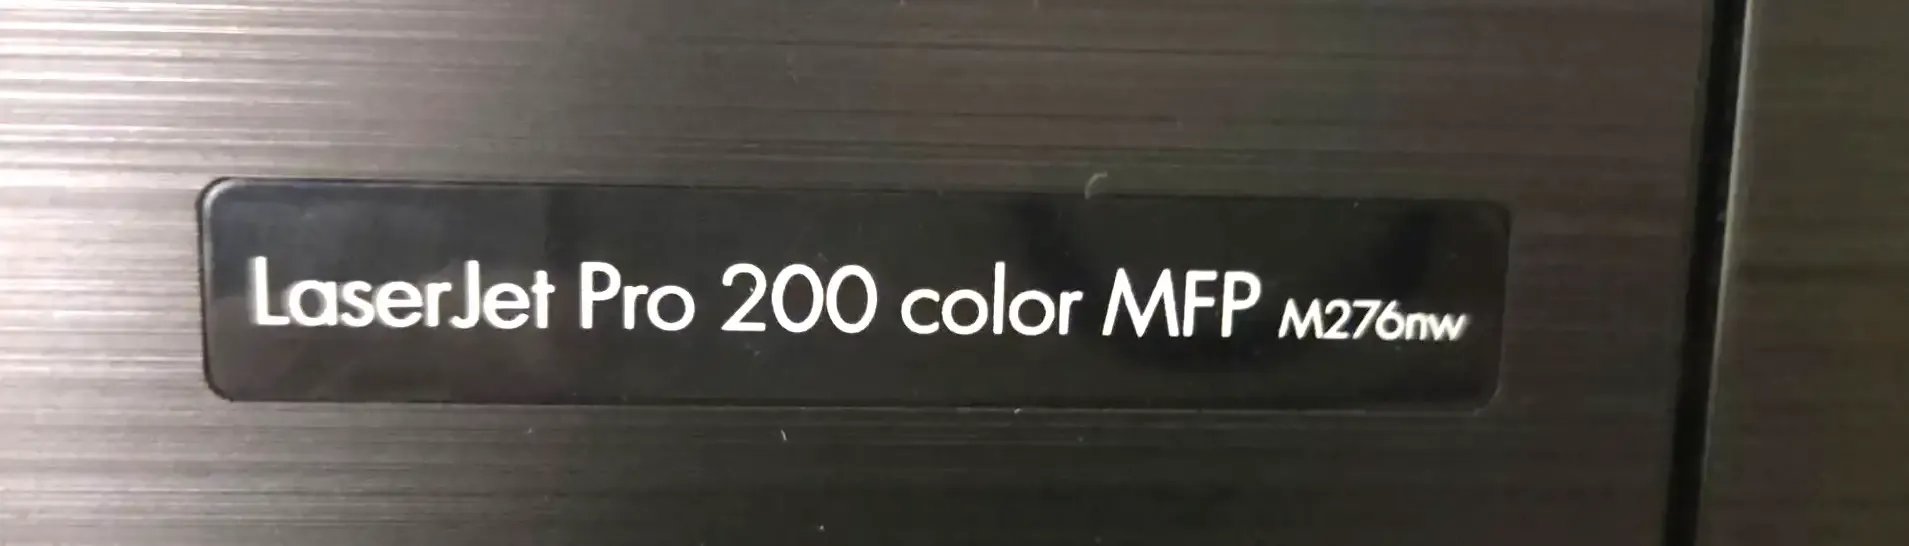 LaserJet Pro 200 color MFP M276nw